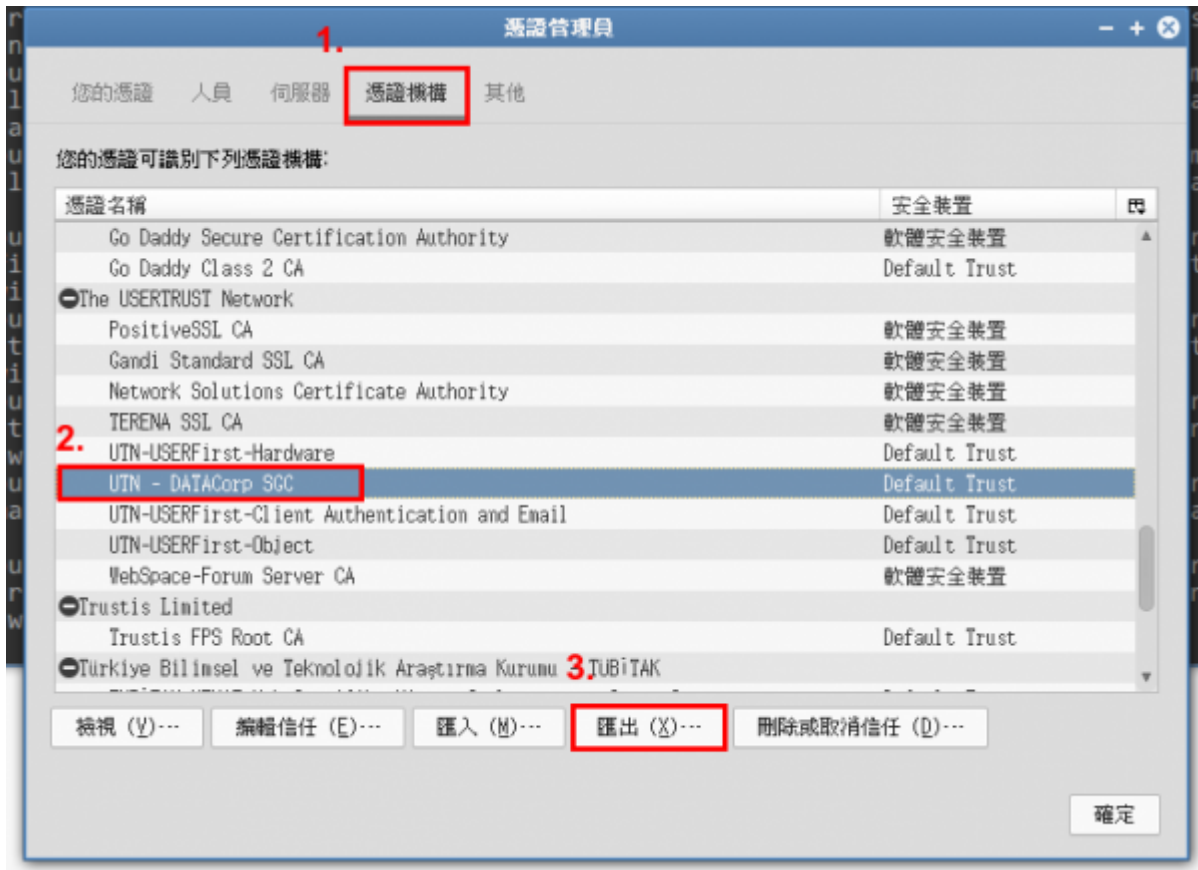 憑證管理員
1.
您的憑證 人員 伺服器 憑證機構 其他
您的憑證可識別下列憑證機構:
憑證名稱 安全裝置
Go Daddy Secure Certification Authority 軟體安全裝置
Go Daddy Class 2 CA Default Trust
The USERTRUST Network
PositiveSSL CA 軟體安全裝置
Gandi Standard SSL CA 軟體安全裝置
Network Solutions Certificate Authority 軟體安全裝置
TERENA SSL CA 軟體安全裝置
2.
UTN-USERFirst-Hardware Default Trust
UTN - DATACorp SGC Default Trust
UTN-USERFirst-Client Authentication and Email Default Trust
UTN-USERFirst-Object Default Trust
WebSpace-Forum Server CA 軟體安全裝置
Trustis Limited
Trustis FPS Root CA Default Trust
Türkiye Bilimsel ve Teknolojik Araştırma Kurumu - TÜBİTAK
3.
檢視 (V)… 編輯信任 (E)… 匯入 (M)… 匯出 (X)… 刪除或取消信任 (D)…
確定